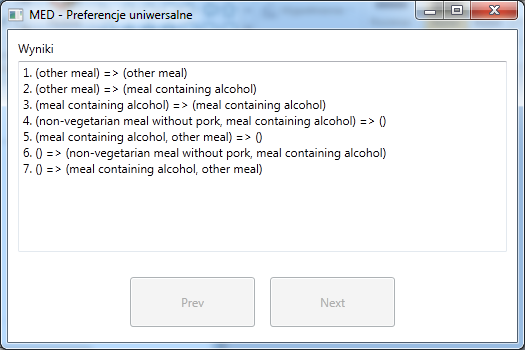 MED - Preferencje uniwersalne
Wyniki
1. (other meal) => (other meal)
2. (other meal) => (meal containing alcohol)
3. (meal containing alcohol) => (meal containing alcohol)
4. (non-vegetarian meal without pork, meal containing alcohol) => ()
5. (meal containing alcohol, other meal) => ()
6. () => (non-vegetarian meal without pork, meal containing alcohol)
7. () => (meal containing alcohol, other meal)
Prev
Next